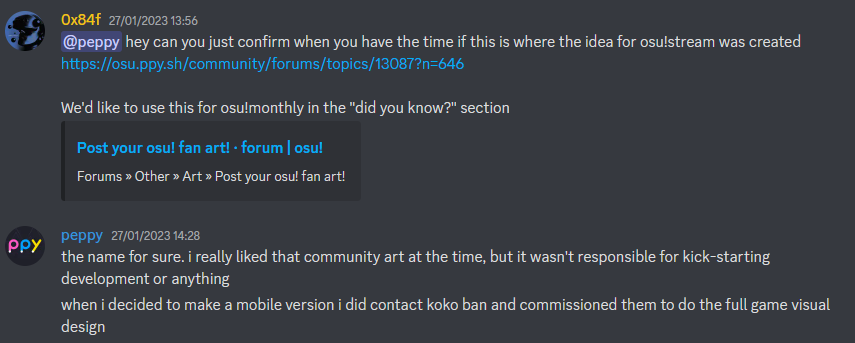 0x84f 27/01/2023 13:56
@peppy hey can you just confirm when you have the time if this is where the idea for osu!stream was created
https://osu.ppy.sh/community/forums/topics/13087?n=646
We'd like to use this for osu!monthly in the "did you know?" section
Post your osu! fan art! · forum | osu!
Forums » Other » Art » Post your osu! fan art!
ppy
peppy 27/01/2023 14:28
the name for sure. i really liked that community art at the time, but it wasn't responsible for kick-starting
development or anything
when i decided to make a mobile version i did contact koko ban and commissioned them to do the full game visual
design